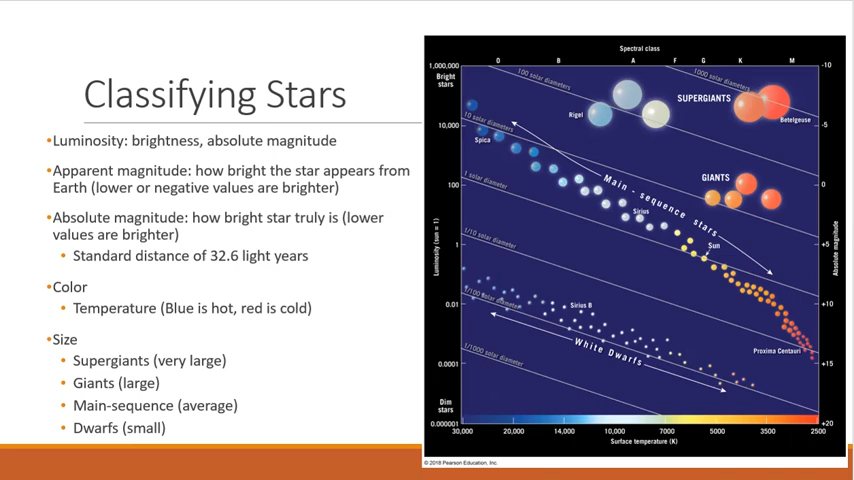 Classifying Stars
•Luminosity: brightness, absolute magnitude
•Apparent magnitude: how bright the star appears from
Earth (lower or negative values are brighter)
•Absolute magnitude: how bright star truly is (lower
values are brighter)
• Standard distance of 32.6 light years
•Color
• Temperature (Blue is hot, red is cold)
•Size
• Supergiants (very large)
• Giants (large)
• Main-sequence (average)
• Dwarfs (small)
Spectral class
O B A F G K M
1,000,000
Bright
stars
10,000
100
1
0.01
0.0001
Dim
stars
0.000001
Luminosity (sun = 1)
-10
-5
0
+5
+10
+15
+20
Absolute magnitude
100 solar diameters
1000 solar diameters
SUPERGIANTS
Rigel
Betelgeuse
10 solar diameters
Spica
GIANTS
1 solar diameter
Main - sequence stars
Sirius
Sun
1/10 solar diameter
1/100 solar diameter
Sirius B
White Dwarfs
Proxima Centauri
1/1000 solar diameter
30,000 20,000 14,000 10,000 7000 5000 3500 2500
Surface temperature (K)
© 2018 Pearson Education, Inc.